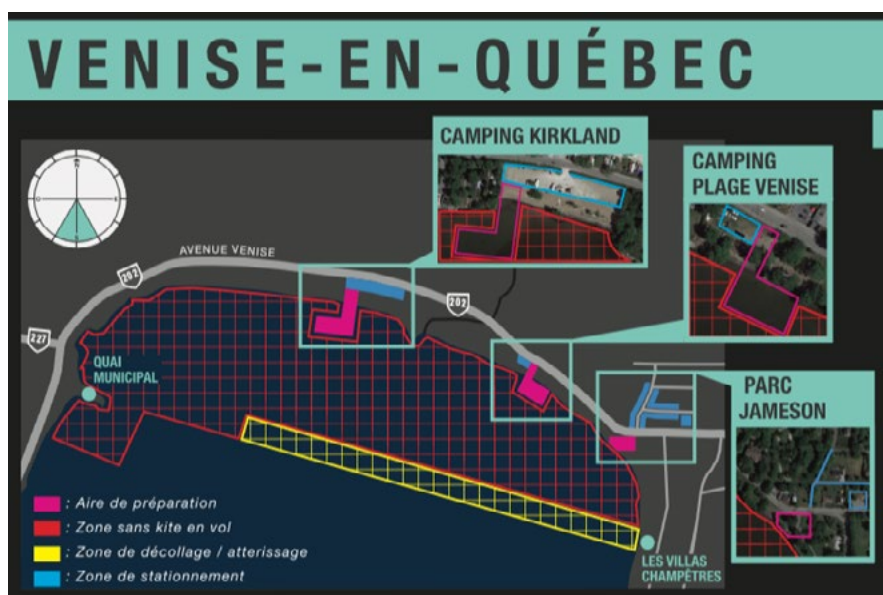 VENISE-EN-QUÉBEC
CAMPING KIRKLAND
CAMPING
PLAGE VENISE
N
O
E
S
AVENUE VENISE
202
202
227
QUAI
MUNICIPAL
PARC
JAMESON
: Aire de préparation
: Zone sans kite en vol
: Zone de décollage / atterissage
: Zone de stationnement
LES VILLAS
CHAMPÊTRES